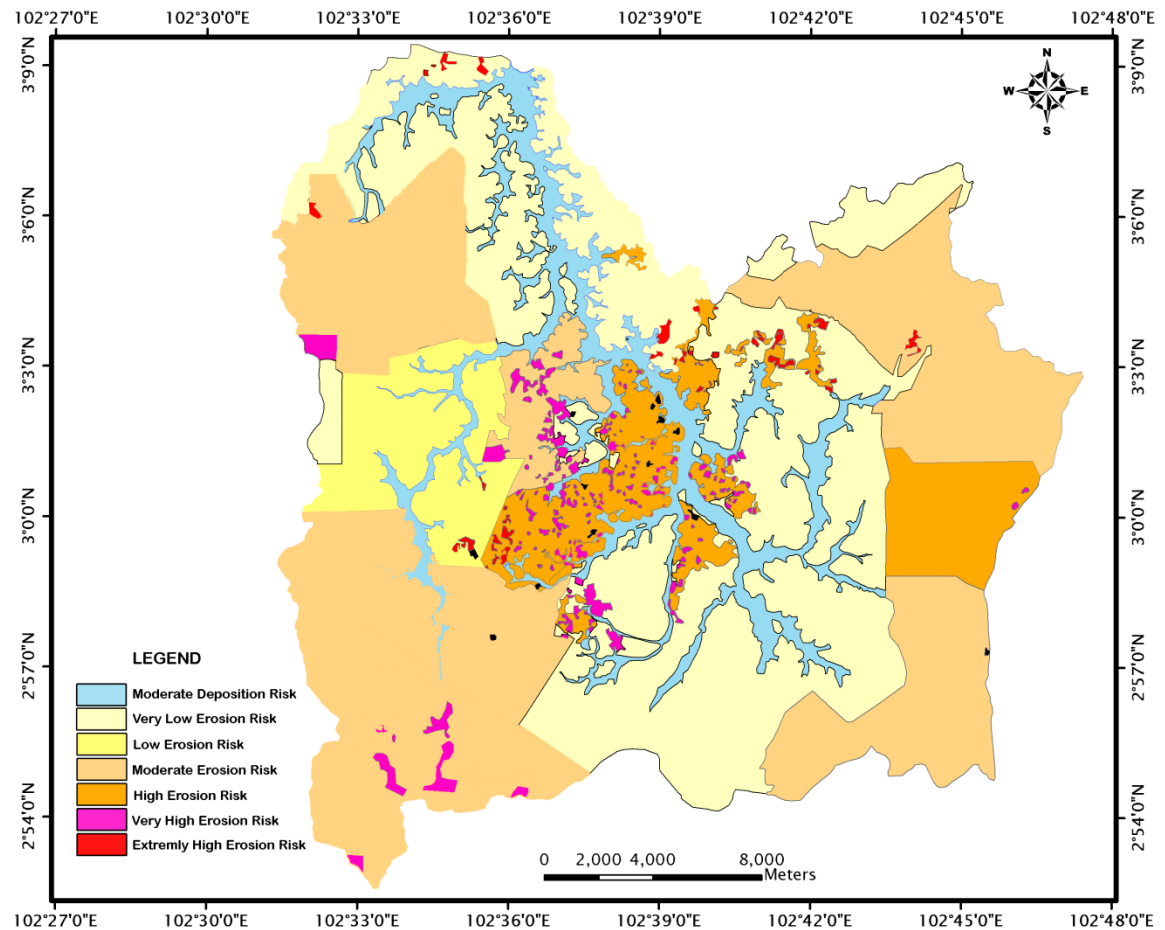 102°27'0"E 102°30'0"E 102°33'0"E 102°36'0"E 102°39'0"E 102°42'0"E 102°45'0"E 102°48'0"E
3°9'0"N
3°9'0"N
N
W E
S
3°6'0"N
3°6'0"N
3°3'0"N
3°3'0"N
3°0'0"N
3°0'0"N
2°57'0"N
2°57'0"N
LEGEND
Moderate Deposition Risk
Very Low Erosion Risk
Low Erosion Risk
Moderate Erosion Risk
High Erosion Risk
Very High Erosion Risk
Extremly High Erosion Risk
2°54'0"N
2°54'0"N
0 2,000 4,000 8,000
Meters
102°27'0"E 102°30'0"E 102°33'0"E 102°36'0"E 102°39'0"E 102°42'0"E 102°45'0"E 102°48'0"E